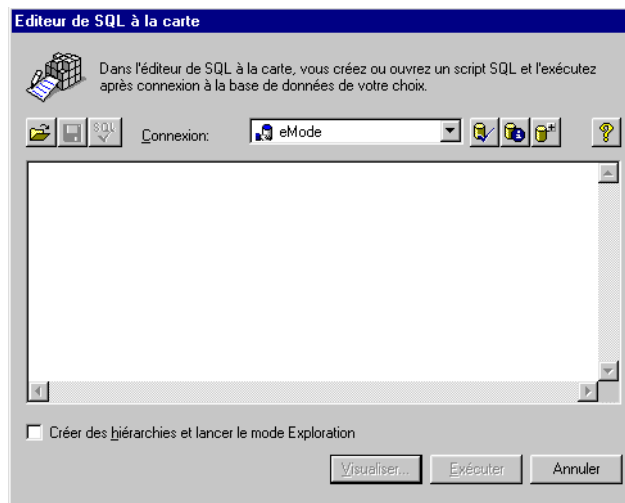 Editeur de SQL à la carte
Dans l'éditeur de SQL à la carte, vous créez ou ouvrez un script SQL et l'exécutez
après connexion à la base de données de votre choix.
SQL Connexion: eMode
Créer des hiérarchies et lancer le mode Exploration
Visualiser... Exécuter Annuler